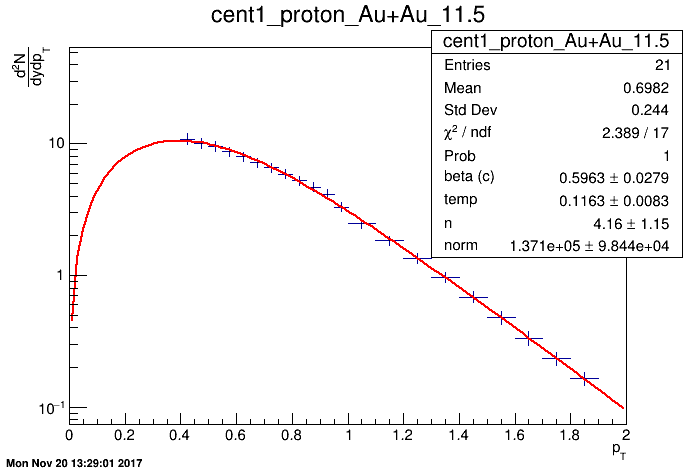 cent1_proton_Au+Au_11.5
cent1_proton_Au+Au_11.5
Entries 21
Mean 0.6982
Std Dev 0.244
χ² / ndf 2.389 / 17
Prob 1
beta (c) 0.5963 ± 0.0279
temp 0.1163 ± 0.0083
n 4.16 ± 1.15
norm 1.371e+05 ± 9.844e+04
d²N
dydp_T
10
1
10⁻¹
0 0.2 0.4 0.6 0.8 1 1.2 1.4 1.6 1.8 2
p_T
Mon Nov 20 13:29:01 2017